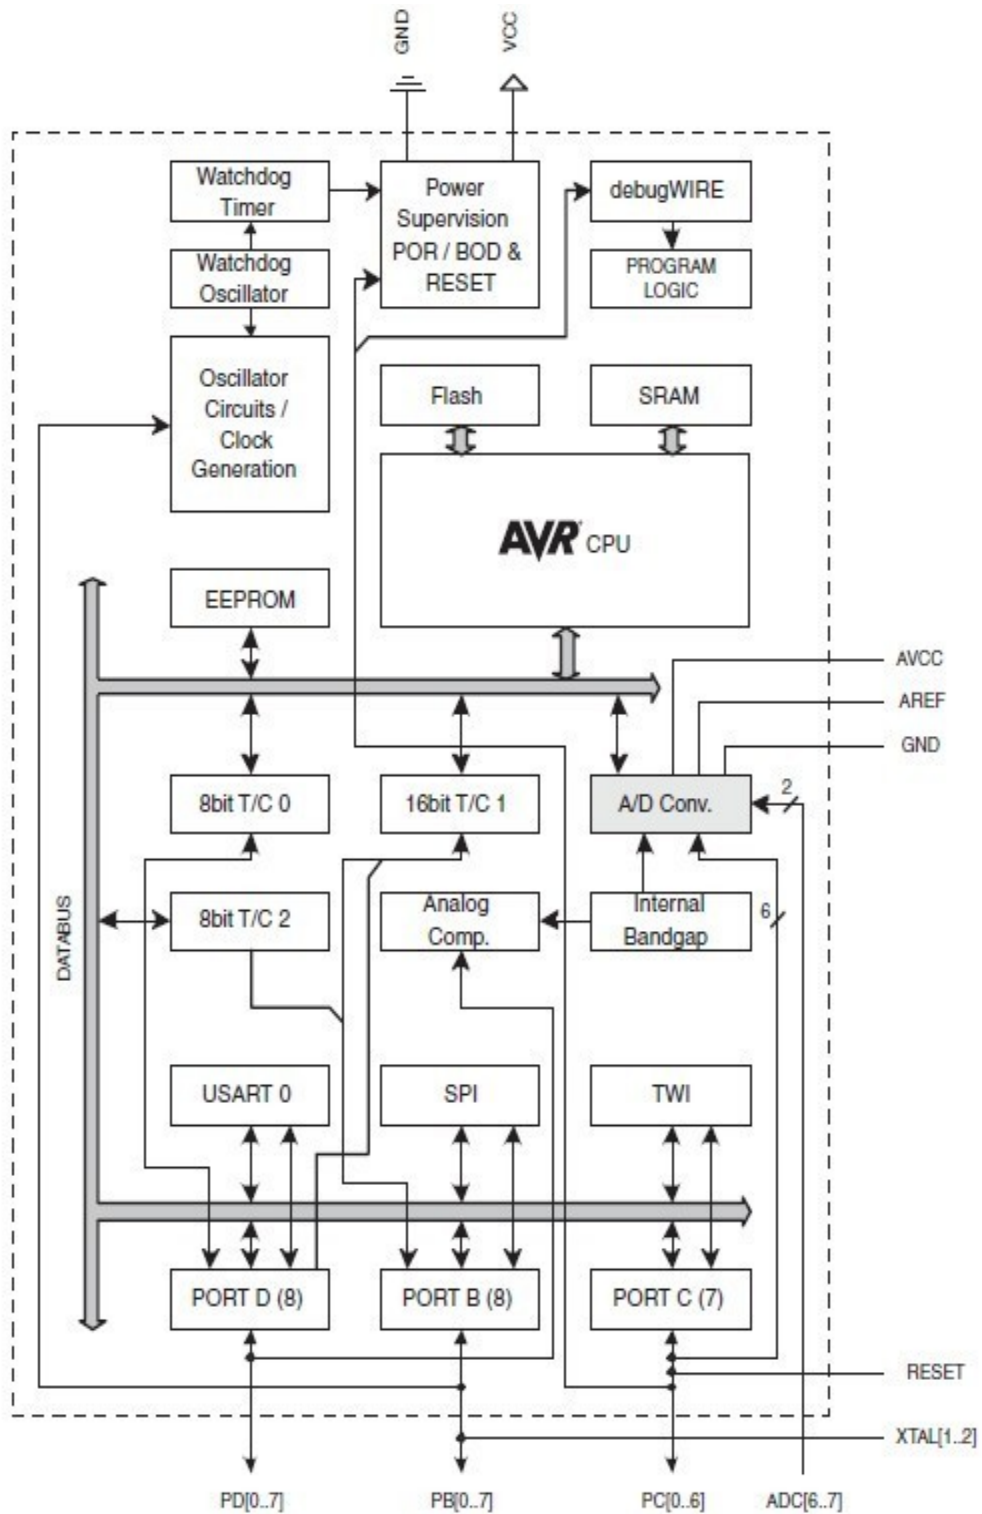 GND
VCC
Watchdog
Timer
Power
Supervision
POR / BOD &
RESET
debugWIRE
Watchdog
Oscillator
PROGRAM
LOGIC
Oscillator
Circuits /
Clock
Generation
Flash
SRAM
AVR CPU
EEPROM
AVCC
AREF
GND
8bit T/C 0
16bit T/C 1
A/D Conv.
2
DATABUS
8bit T/C 2
Analog
Comp.
Internal
Bandgap
6
USART 0
SPI
TWI
PORT D (8)
PORT B (8)
PORT C (7)
RESET
XTAL[1..2]
PD[0..7]
PB[0..7]
PC[0..6]
ADC[6..7]